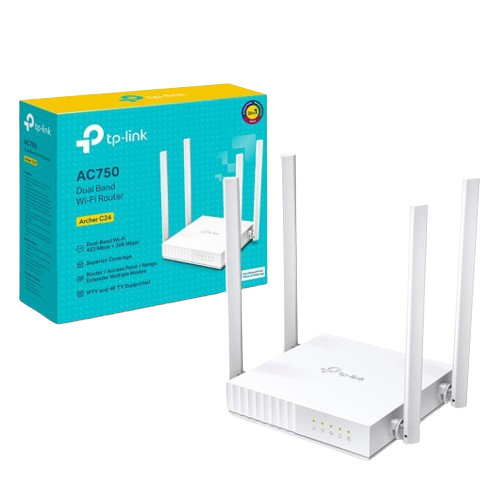 tp-link
AC750
Dual Band
Wi-Fi Router
Archer C24
Dual-Band Wi-Fi
433 Mbps + 300 Mbps
Superior Coverage
Router / Access Point / Range
Extender Multiple Modes
IPTV and 4K TV Supported
tp-link